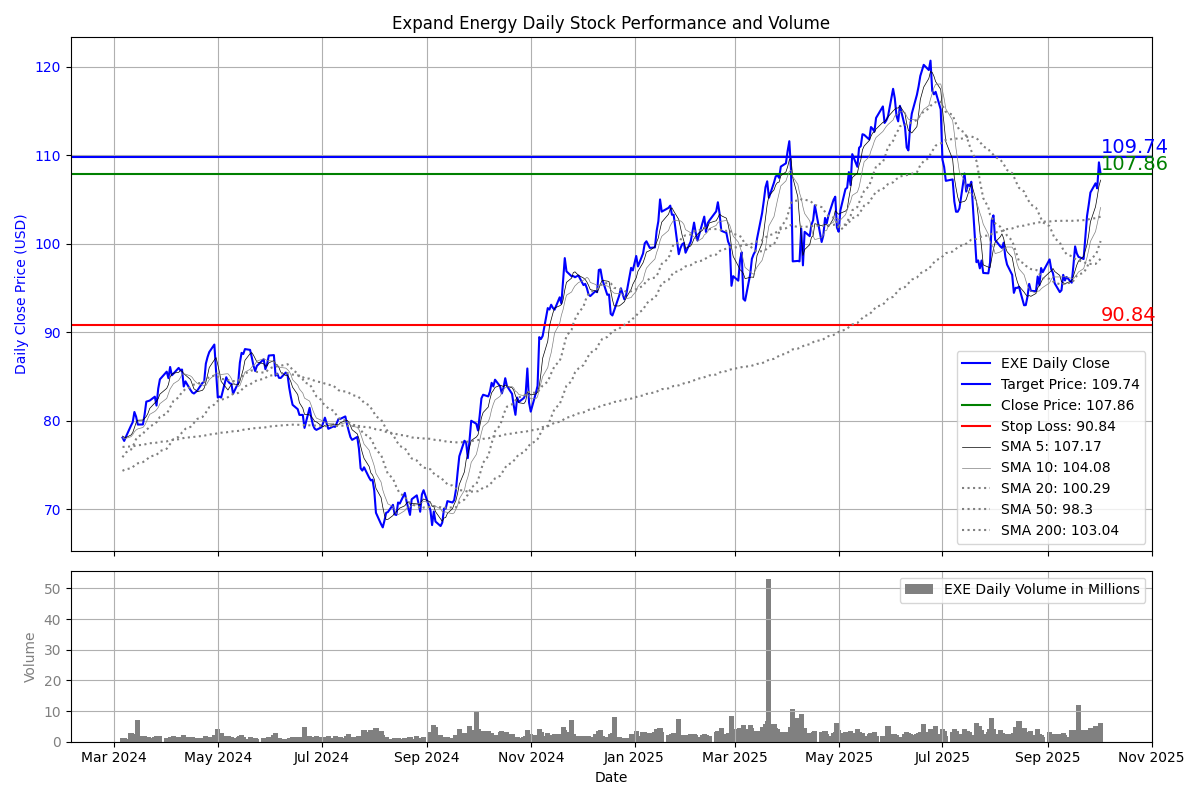 Expand Energy Daily Stock Performance and Volume
Daily Close Price (USD)
120
110
100
90
80
70
109.74
107.86
90.84
EXE Daily Close
Target Price: 109.74
Close Price: 107.86
Stop Loss: 90.84
SMA 5: 107.17
SMA 10: 104.08
SMA 20: 100.29
SMA 50: 98.3
SMA 200: 103.04
Volume
50
40
30
20
10
0
EXE Daily Volume in Millions
Mar 2024 May 2024 Jul 2024 Sep 2024 Nov 2024 Jan 2025 Mar 2025 May 2025 Jul 2025 Sep 2025 Nov 2025
Date